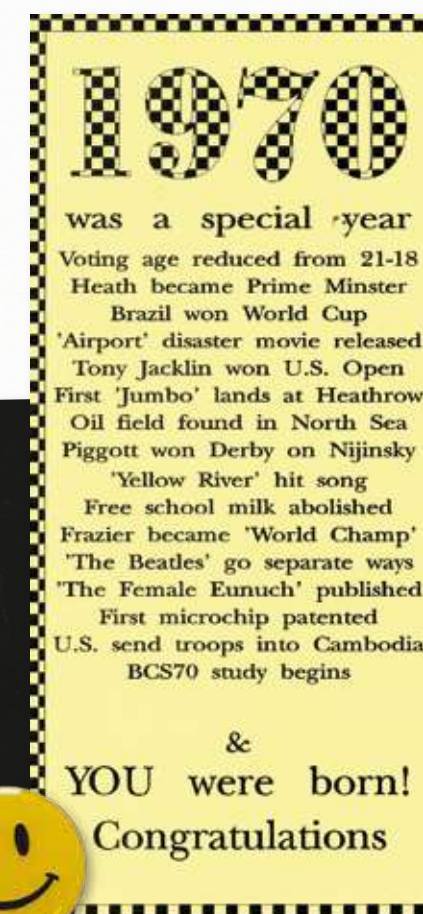 1970
was a special year
Voting age reduced from 21-18
Heath became Prime Minster
Brazil won World Cup
'Airport' disaster movie released
Tony Jacklin won U.S. Open
First 'Jumbo' lands at Heathrow
Oil field found in North Sea
Piggott won Derby on Nijinsky
'Yellow River' hit song
Free school milk abolished
Frazier became 'World Champ'
'The Beatles' go separate ways
'The Female Eunuch' published
First microchip patented
U.S. send troops into Cambodia
BCS70 study begins
&
YOU were born!
Congratulations